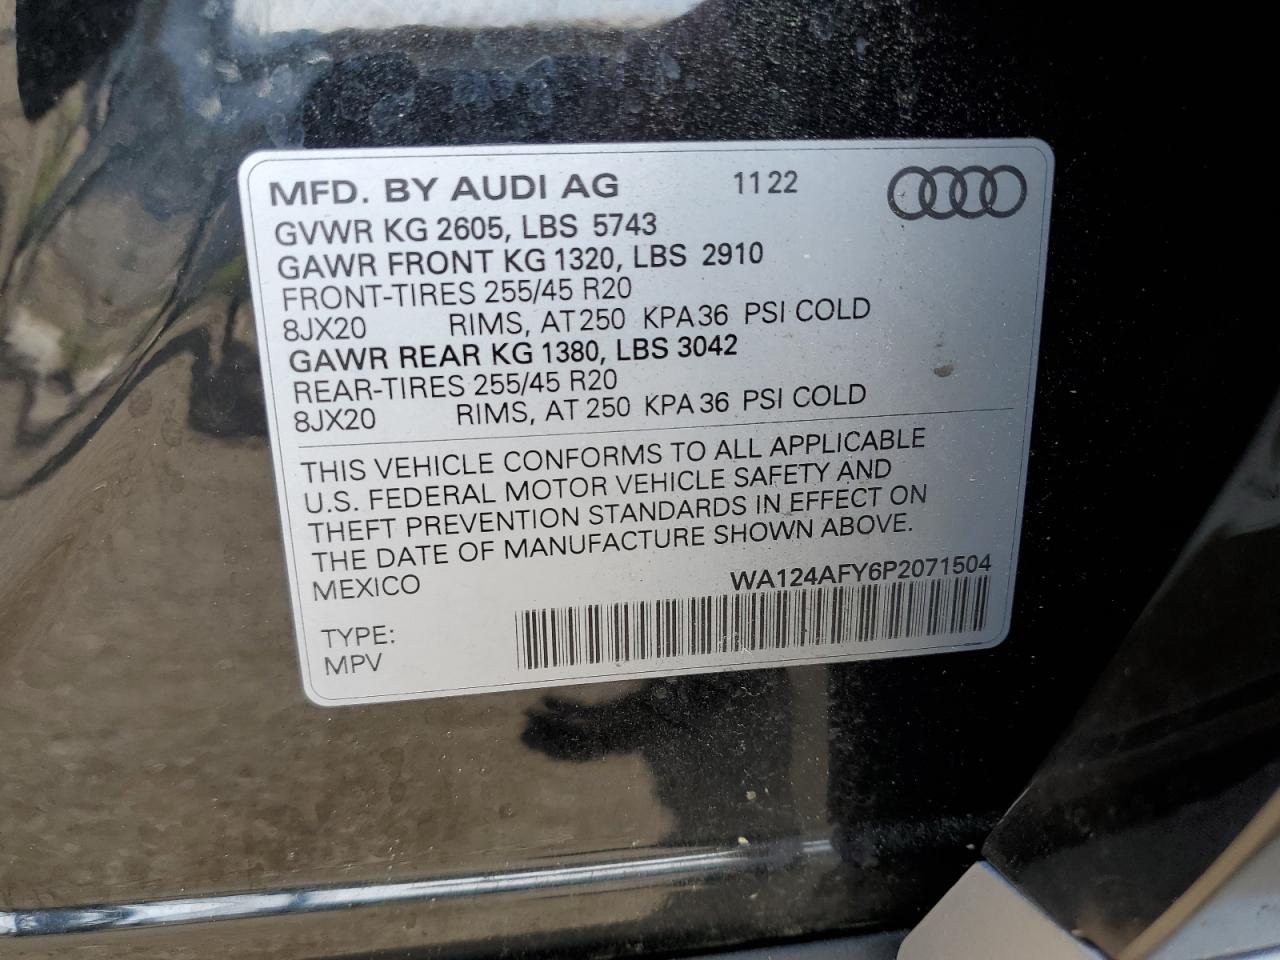 MFD. BY AUDI AG 1122
GVWR KG 2605, LBS 5743
GAWR FRONT KG 1320, LBS 2910
FRONT-TIRES 255/45 R20
8JX20 RIMS, AT 250 KPA 36 PSI COLD
GAWR REAR KG 1380, LBS 3042
REAR-TIRES 255/45 R20
8JX20 RIMS, AT 250 KPA 36 PSI COLD
THIS VEHICLE CONFORMS TO ALL APPLICABLE
U.S. FEDERAL MOTOR VEHICLE SAFETY AND
THEFT PREVENTION STANDARDS IN EFFECT ON
THE DATE OF MANUFACTURE SHOWN ABOVE.
MEXICO WA124AFY6P2071504
TYPE:
MPV